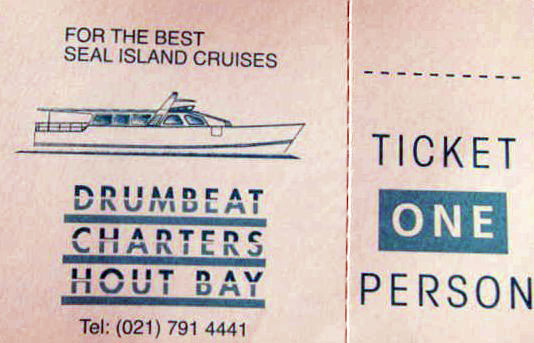 FOR THE BEST
SEAL ISLAND CRUISES
DRUMBEAT
CHARTERS
HOUT BAY
Tel: (021) 791 4441
TICKET
ONE
PERSON